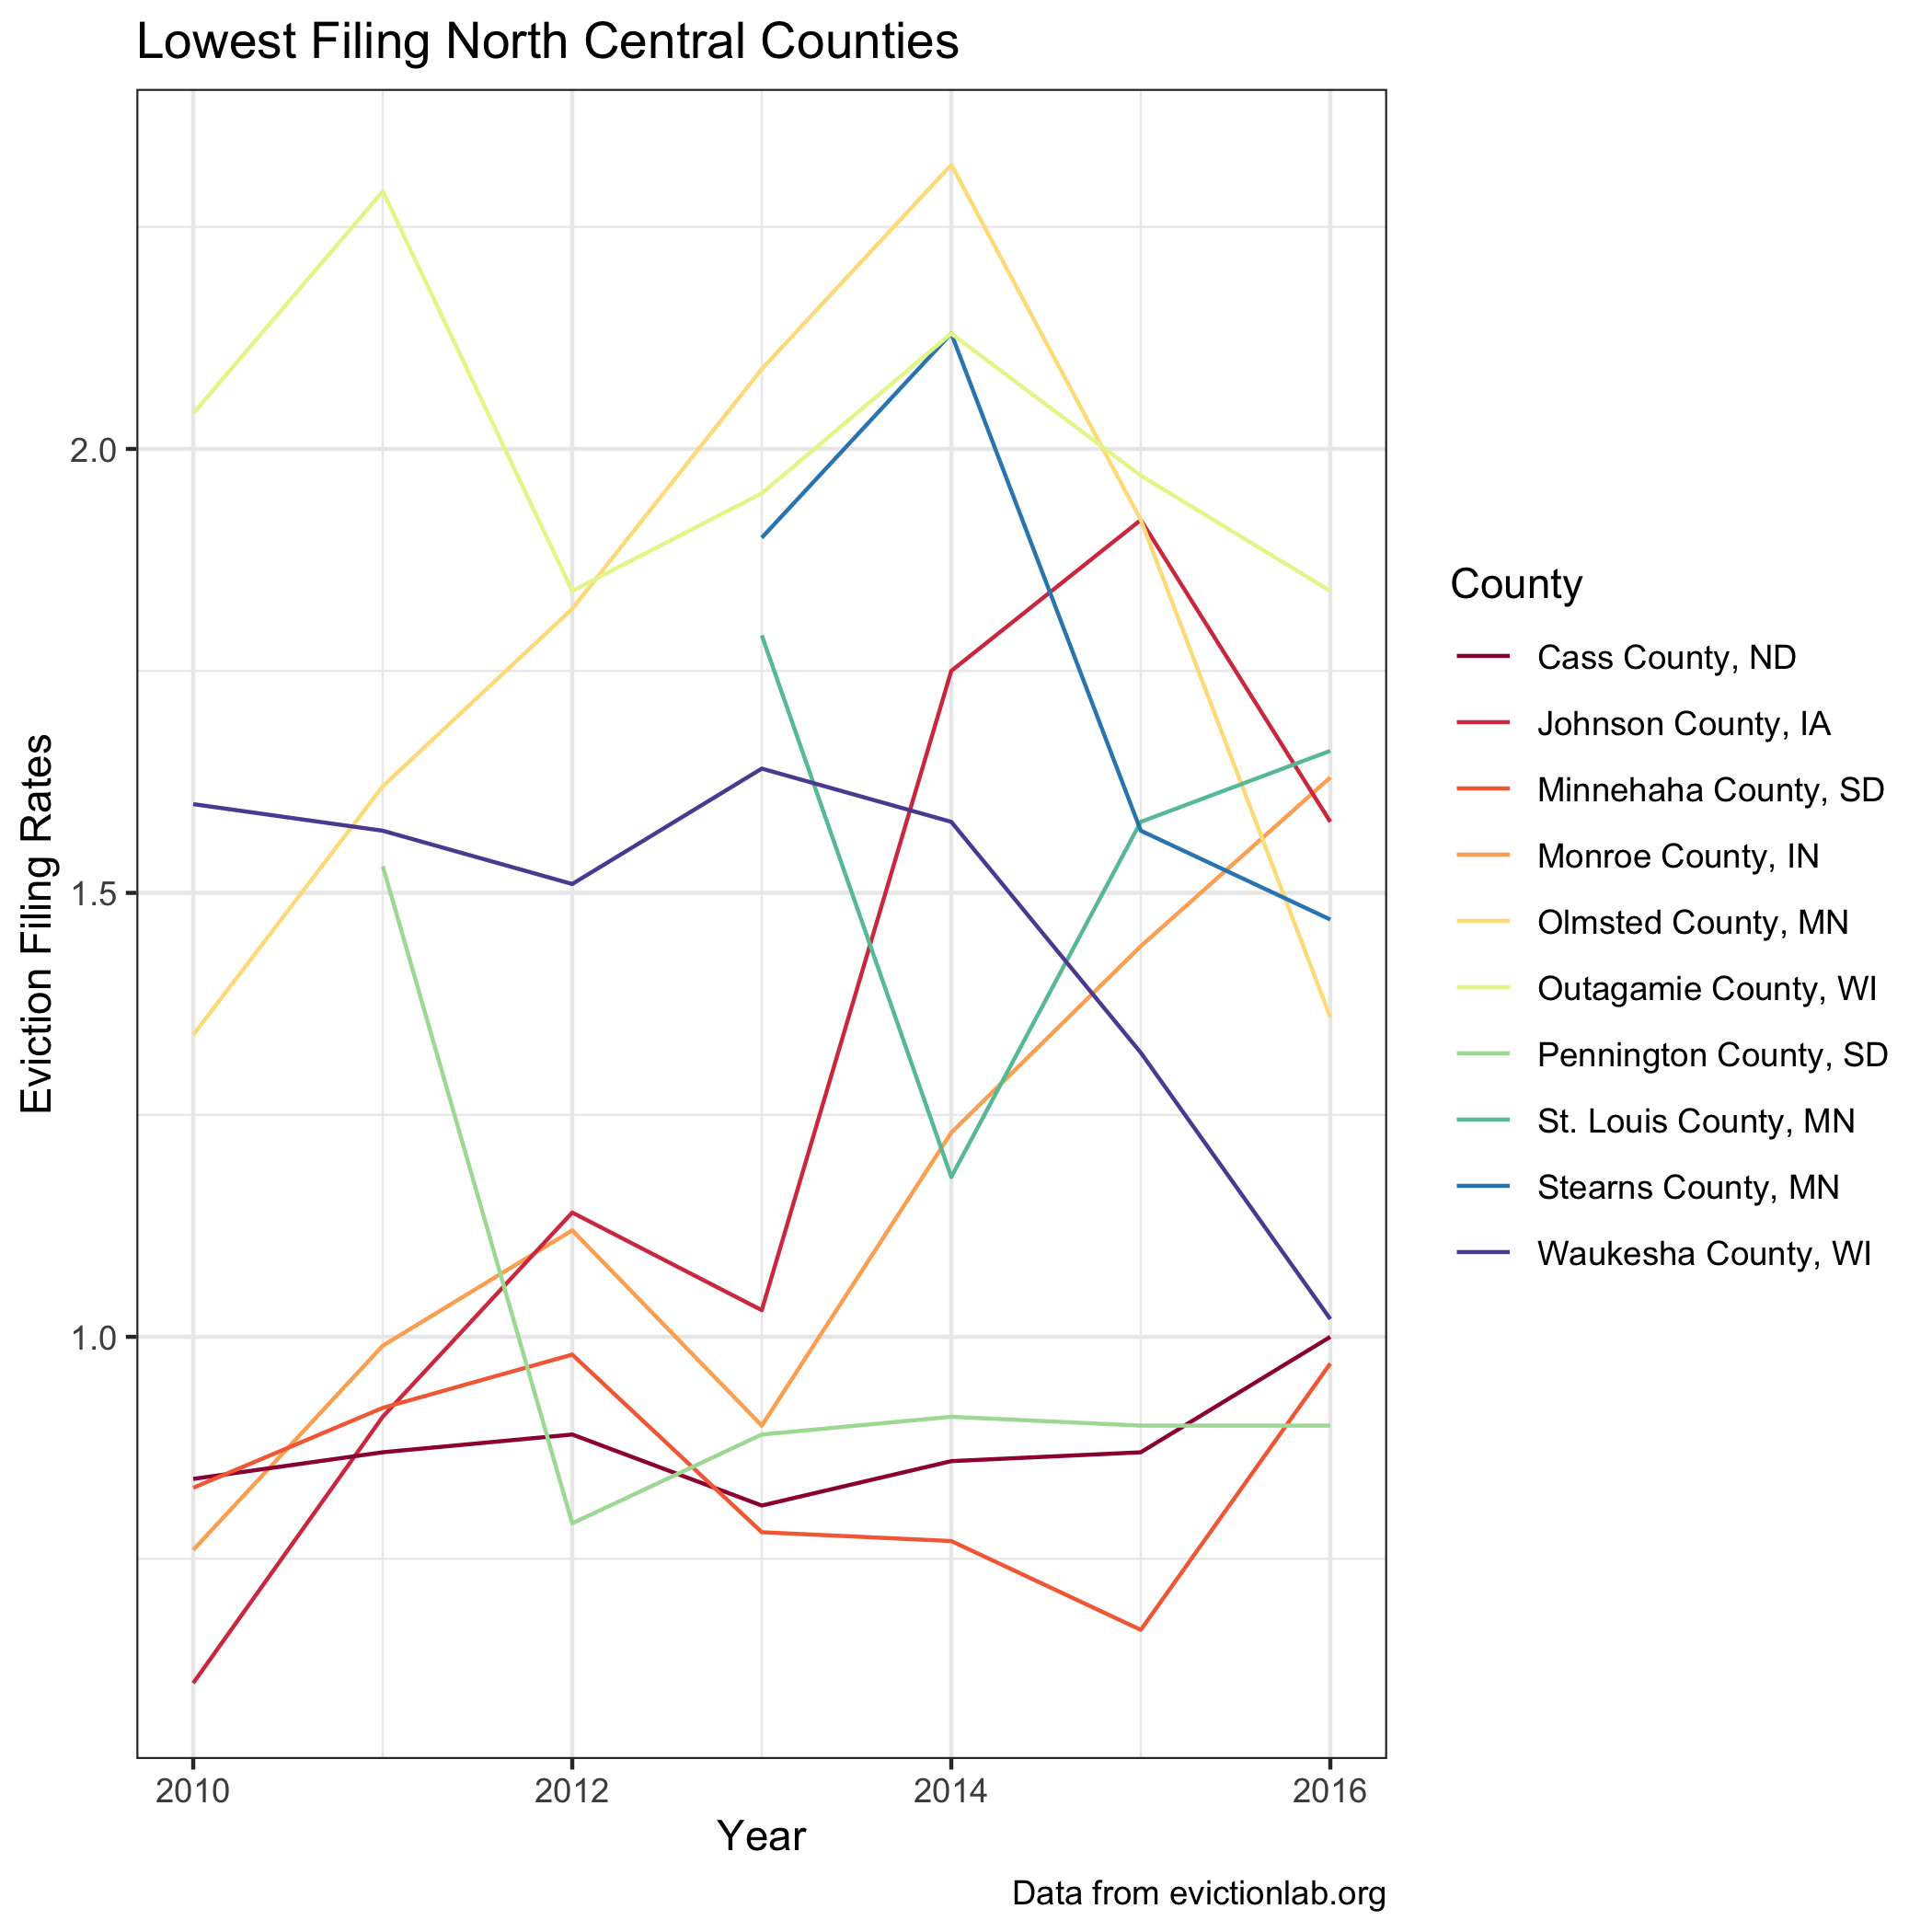 Lowest Filing North Central Counties
Eviction Filing Rates
2.0
1.5
1.0
2010 2012 2014 2016
Year
County
Cass County, ND
Johnson County, IA
Minnehaha County, SD
Monroe County, IN
Olmsted County, MN
Outagamie County, WI
Pennington County, SD
St. Louis County, MN
Stearns County, MN
Waukesha County, WI
Data from evictionlab.org